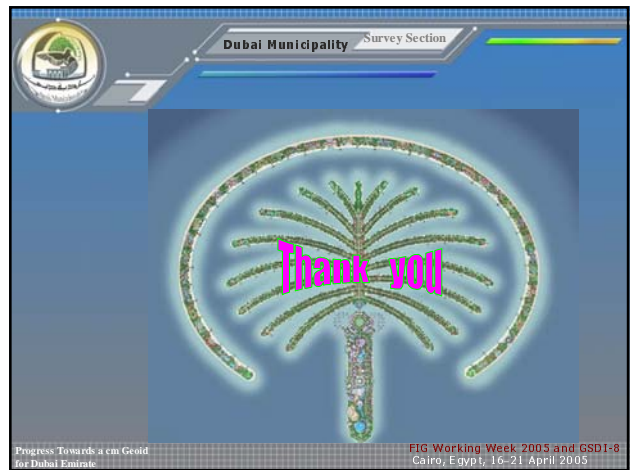 Dubai Municipality
Survey Section
Thank you
Progress Towards a cm Geoid
for Dubai Emirate
FIG Working Week 2005 and GSDI-8
Cairo, Egypt, 16-21 April 2005